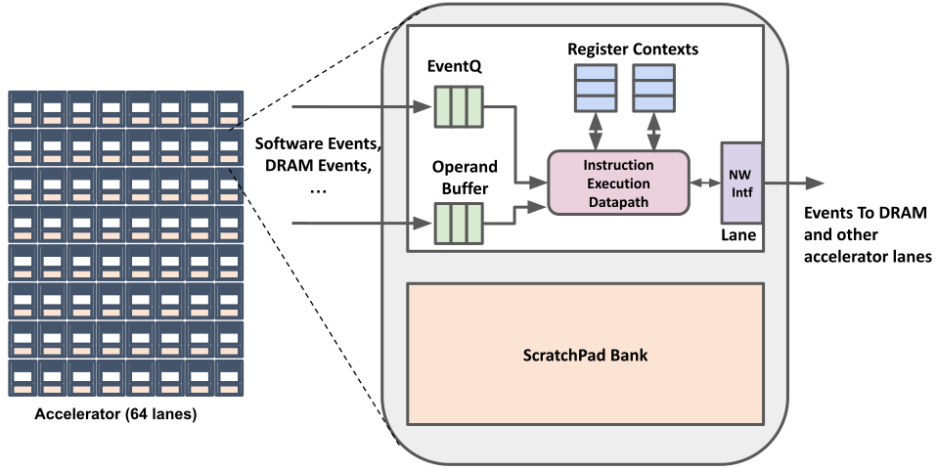 Register Contexts
EventQ
Software Events,
DRAM Events,
...
Operand
Buffer
Instruction
Execution
Datapath
NW
Intf
Lane
Events To DRAM
and other
accelerator lanes
ScratchPad Bank
Accelerator (64 lanes)